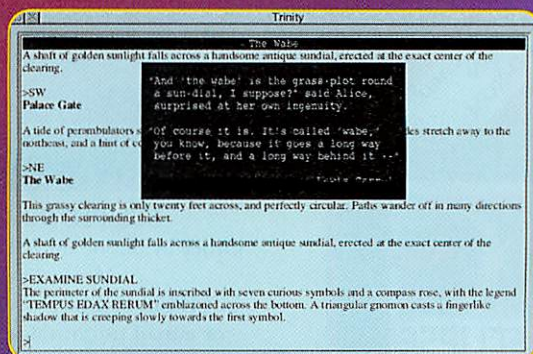 Trinity
The Wabe
A shaft of golden sunlight falls across a handsome antique sundial, erected at the exact center of the
clearing.
>SW
Palace Gate
A tide of perambulators s
les stretch away to the
northeast, and a hint of
"And 'the wabe' is the grass-plot round
a sun-dial, I suppose?" said Alice,
surprised at her own ingenuity.
"Of course it is. It's called 'wabe,'
you know, because it goes a long way
before it, and a long way behind it --"
>NE
The Wabe
This grassy clearing is only twenty feet across, and perfectly circular. Paths wander off in many directions
through the surrounding thicket.
A shaft of golden sunlight falls across a handsome antique sundial, erected at the exact center of the
clearing.
>EXAMINE SUNDIAL
The perimeter of the sundial is inscribed with seven curious symbols and a compass rose, with the legend
"TEMPUS EDAX RERUM" emblazoned across the bottom. A triangular gnomon casts a fingerlike
shadow that is creeping slowly towards the first symbol.
>